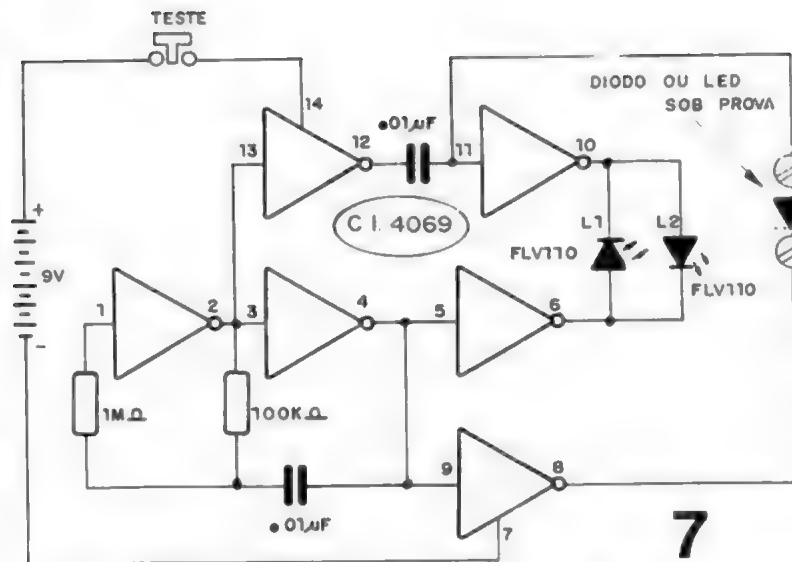 TESTE
14
DIODO OU LED
SOB PROVA
.01µF
13
12
11
10
C I. 4069
L1
L2
+
9V
-
FLV110
FLV110
1
2
3
4
5
6
1MΩ
100KΩ
9
8
.01µF
7
7